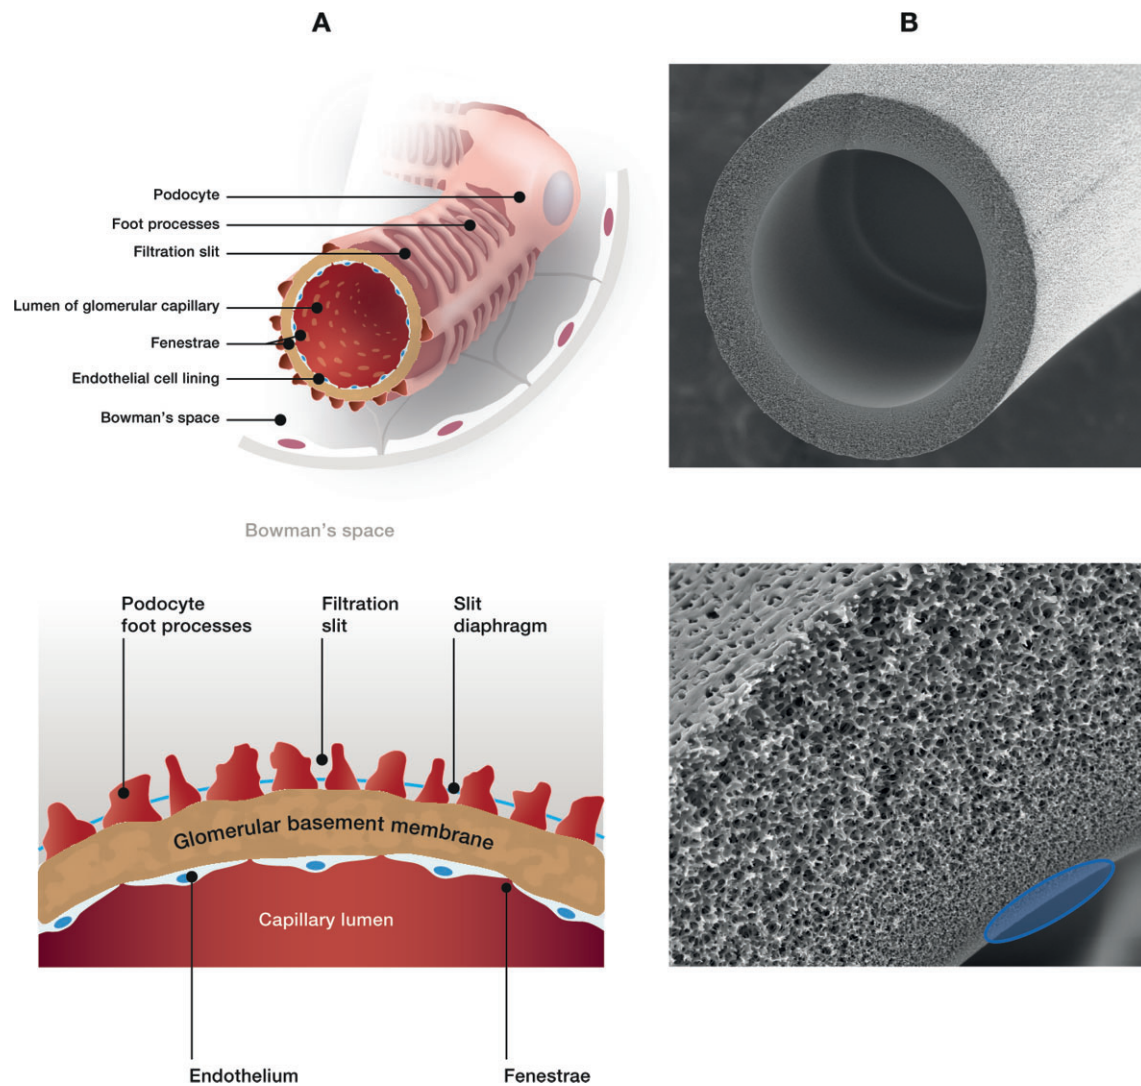 A
B
Podocyte
Foot processes
Filtration slit
Lumen of glomerular capillary
Fenestrae
Endothelial cell lining
Bowman's space
Bowman's space
Podocyte
foot processes
Filtration
slit
Slit
diaphragm
Glomerular basement membrane
Capillary lumen
Endothelium
Fenestrae